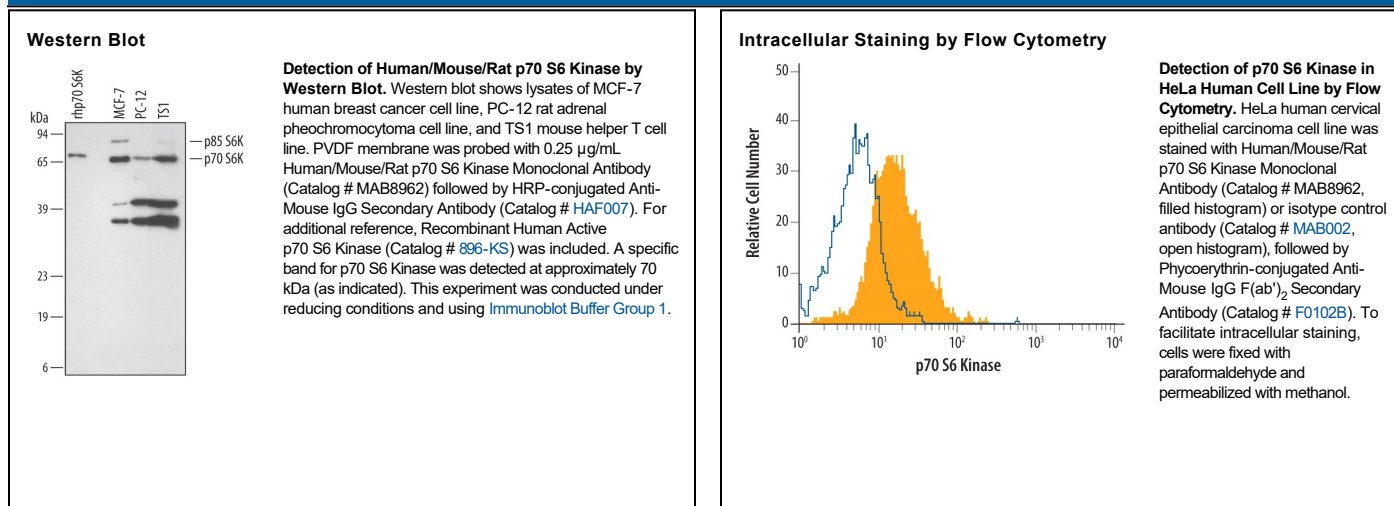 Western Blot
rhp70 S6K
MCF-7
PC-12
TS1
kDa
94
65
39
23
19
6
p85 S6K
p70 S6K
Detection of Human/Mouse/Rat p70 S6 Kinase by
Western Blot. Western blot shows lysates of MCF-7
human breast cancer cell line, PC-12 rat adrenal
pheochromocytoma cell line, and TS1 mouse helper T cell
line. PVDF membrane was probed with 0.25 µg/mL
Human/Mouse/Rat p70 S6 Kinase Monoclonal Antibody
(Catalog # MAB8962) followed by HRP-conjugated Anti-
Mouse IgG Secondary Antibody (Catalog # HAF007). For
additional reference, Recombinant Human Active
p70 S6 Kinase (Catalog # 896-KS) was included. A specific
band for p70 S6 Kinase was detected at approximately 70
kDa (as indicated). This experiment was conducted under
reducing conditions and using Immunoblot Buffer Group 1.
Intracellular Staining by Flow Cytometry
Relative Cell Number
50
40
30
20
10
0
10⁰ 10¹ 10² 10³ 10⁴
p70 S6 Kinase
Detection of p70 S6 Kinase in
HeLa Human Cell Line by Flow
Cytometry. HeLa human cervical
epithelial carcinoma cell line was
stained with Human/Mouse/Rat
p70 S6 Kinase Monoclonal
Antibody (Catalog # MAB8962,
filled histogram) or isotype control
antibody (Catalog # MAB002,
open histogram), followed by
Phycoerythrin-conjugated Anti-
Mouse IgG F(ab')₂ Secondary
Antibody (Catalog # F0102B). To
facilitate intracellular staining,
cells were fixed with
paraformaldehyde and
permeabilized with methanol.